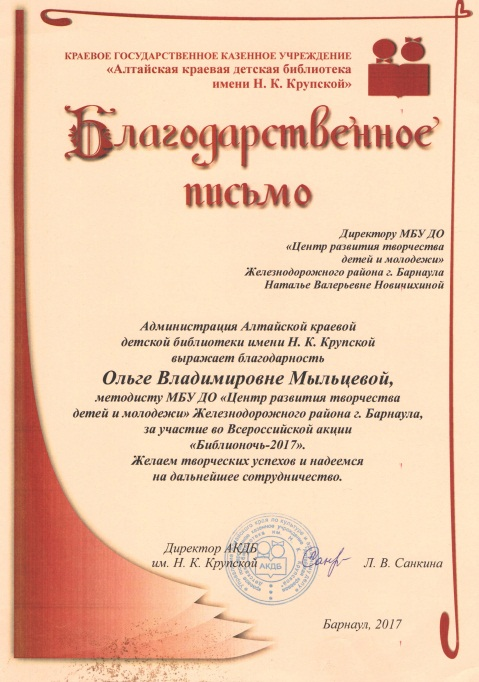 КРАЕВОЕ ГОСУДАРСТВЕННОЕ КАЗЕННОЕ УЧРЕЖДЕНИЕ
«Алтайская краевая детская библиотека
имени Н. К. Крупской»
Благодарственное
письмо
Директору МБУ ДО
«Центр развития творчества
детей и молодежи»
Железнодорожного района г. Барнаула
Наталье Валерьевне Новичихиной
Администрация Алтайской краевой
детской библиотеки имени Н. К. Крупской
выражает благодарность
Ольге Владимировне Мыльцевой,
методисту МБУ ДО «Центр развития творчества
детей и молодежи» Железнодорожного района г. Барнаула,
за участие во Всероссийской акции
«Библионочь-2017».
Желаем творческих успехов и надеемся
на дальнейшее сотрудничество.
Директор АКДБ
им. Н. К. Крупской
АКДБ
Л. В. Санкина
Барнаул, 2017